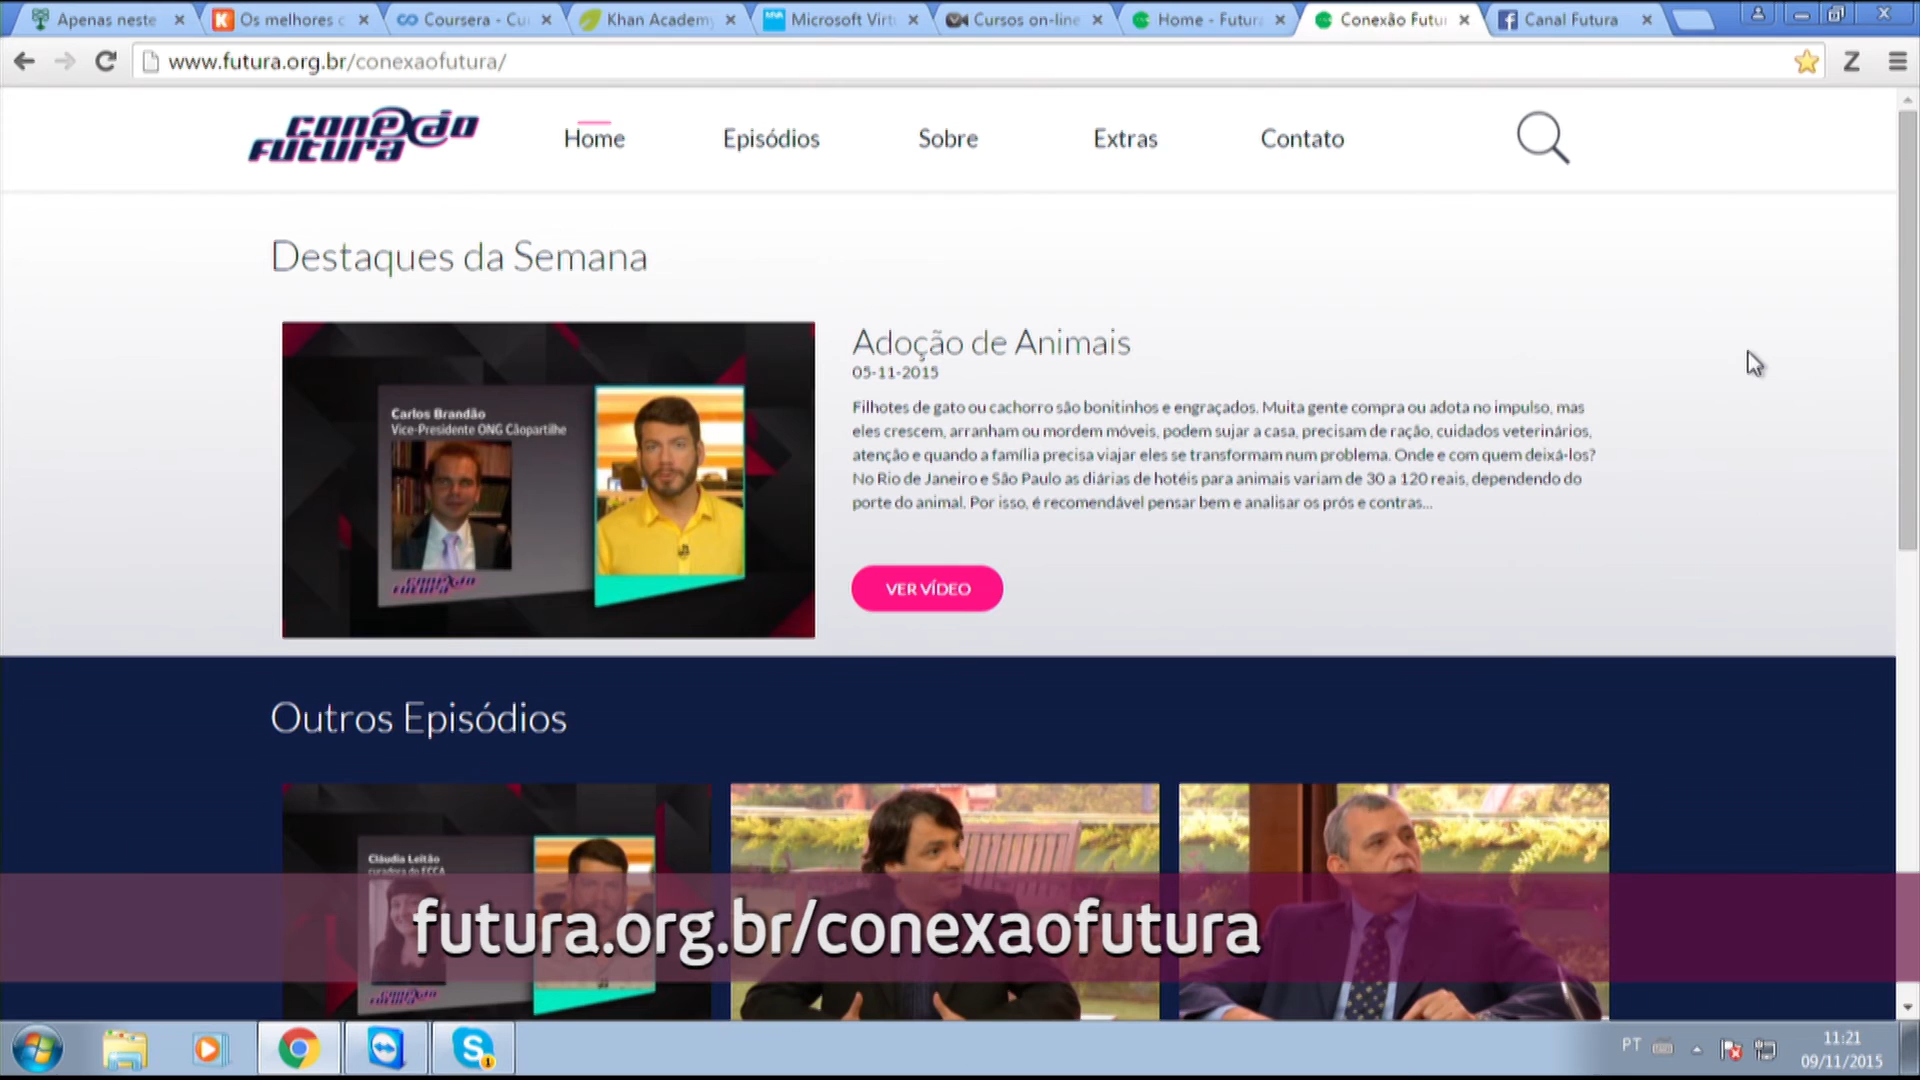 Apenas neste
Os melhores c
Coursera - Cu
Khan Academy
Microsoft Virt
Cursos on-line
Home - Futura
Conexão Futu
Canal Futura
www.futura.org.br/conexaofutura/
conexão
futura
Home
Episódios
Sobre
Extras
Contato
Destaques da Semana
Carlos Brandão
Vice-Presidente ONG Cãopartilhe
conexão
futura
Adoção de Animais
05-11-2015
Filhotes de gato ou cachorro são bonitinhos e engraçados. Muita gente compra ou adota no impulso, mas
eles crescem, arranham ou mordem móveis, podem sujar a casa, precisam de ração, cuidados veterinários,
atenção e quando a família precisa viajar eles se transformam num problema. Onde e com quem deixá-los?
No Rio de Janeiro e São Paulo as diárias de hotéis para animais variam de 30 a 120 reais, dependendo do
porte do animal. Por isso, é recomendável pensar bem e analisar os prós e contras...
VER VÍDEO
Outros Episódios
Cláudia Leitão
curadora do ECCA
futura.org.br/conexaofutura
PT
11:21
09/11/2015